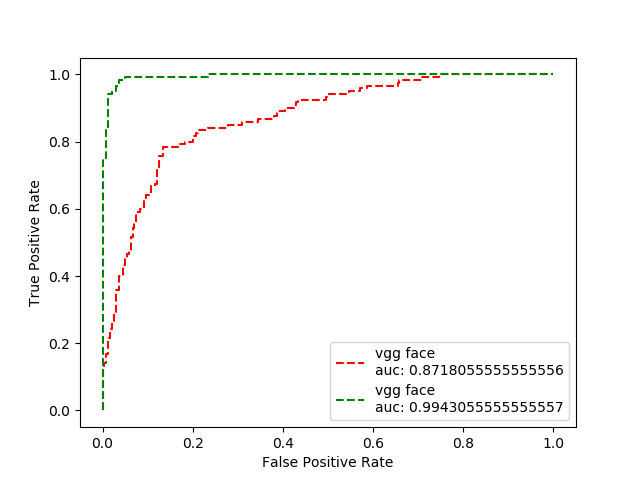 1.0
0.8
0.6
0.4
0.2
0.0
True Positive Rate
vgg face
auc: 0.8718055555555556
vgg face
auc: 0.9943055555555557
0.0 0.2 0.4 0.6 0.8 1.0
False Positive Rate